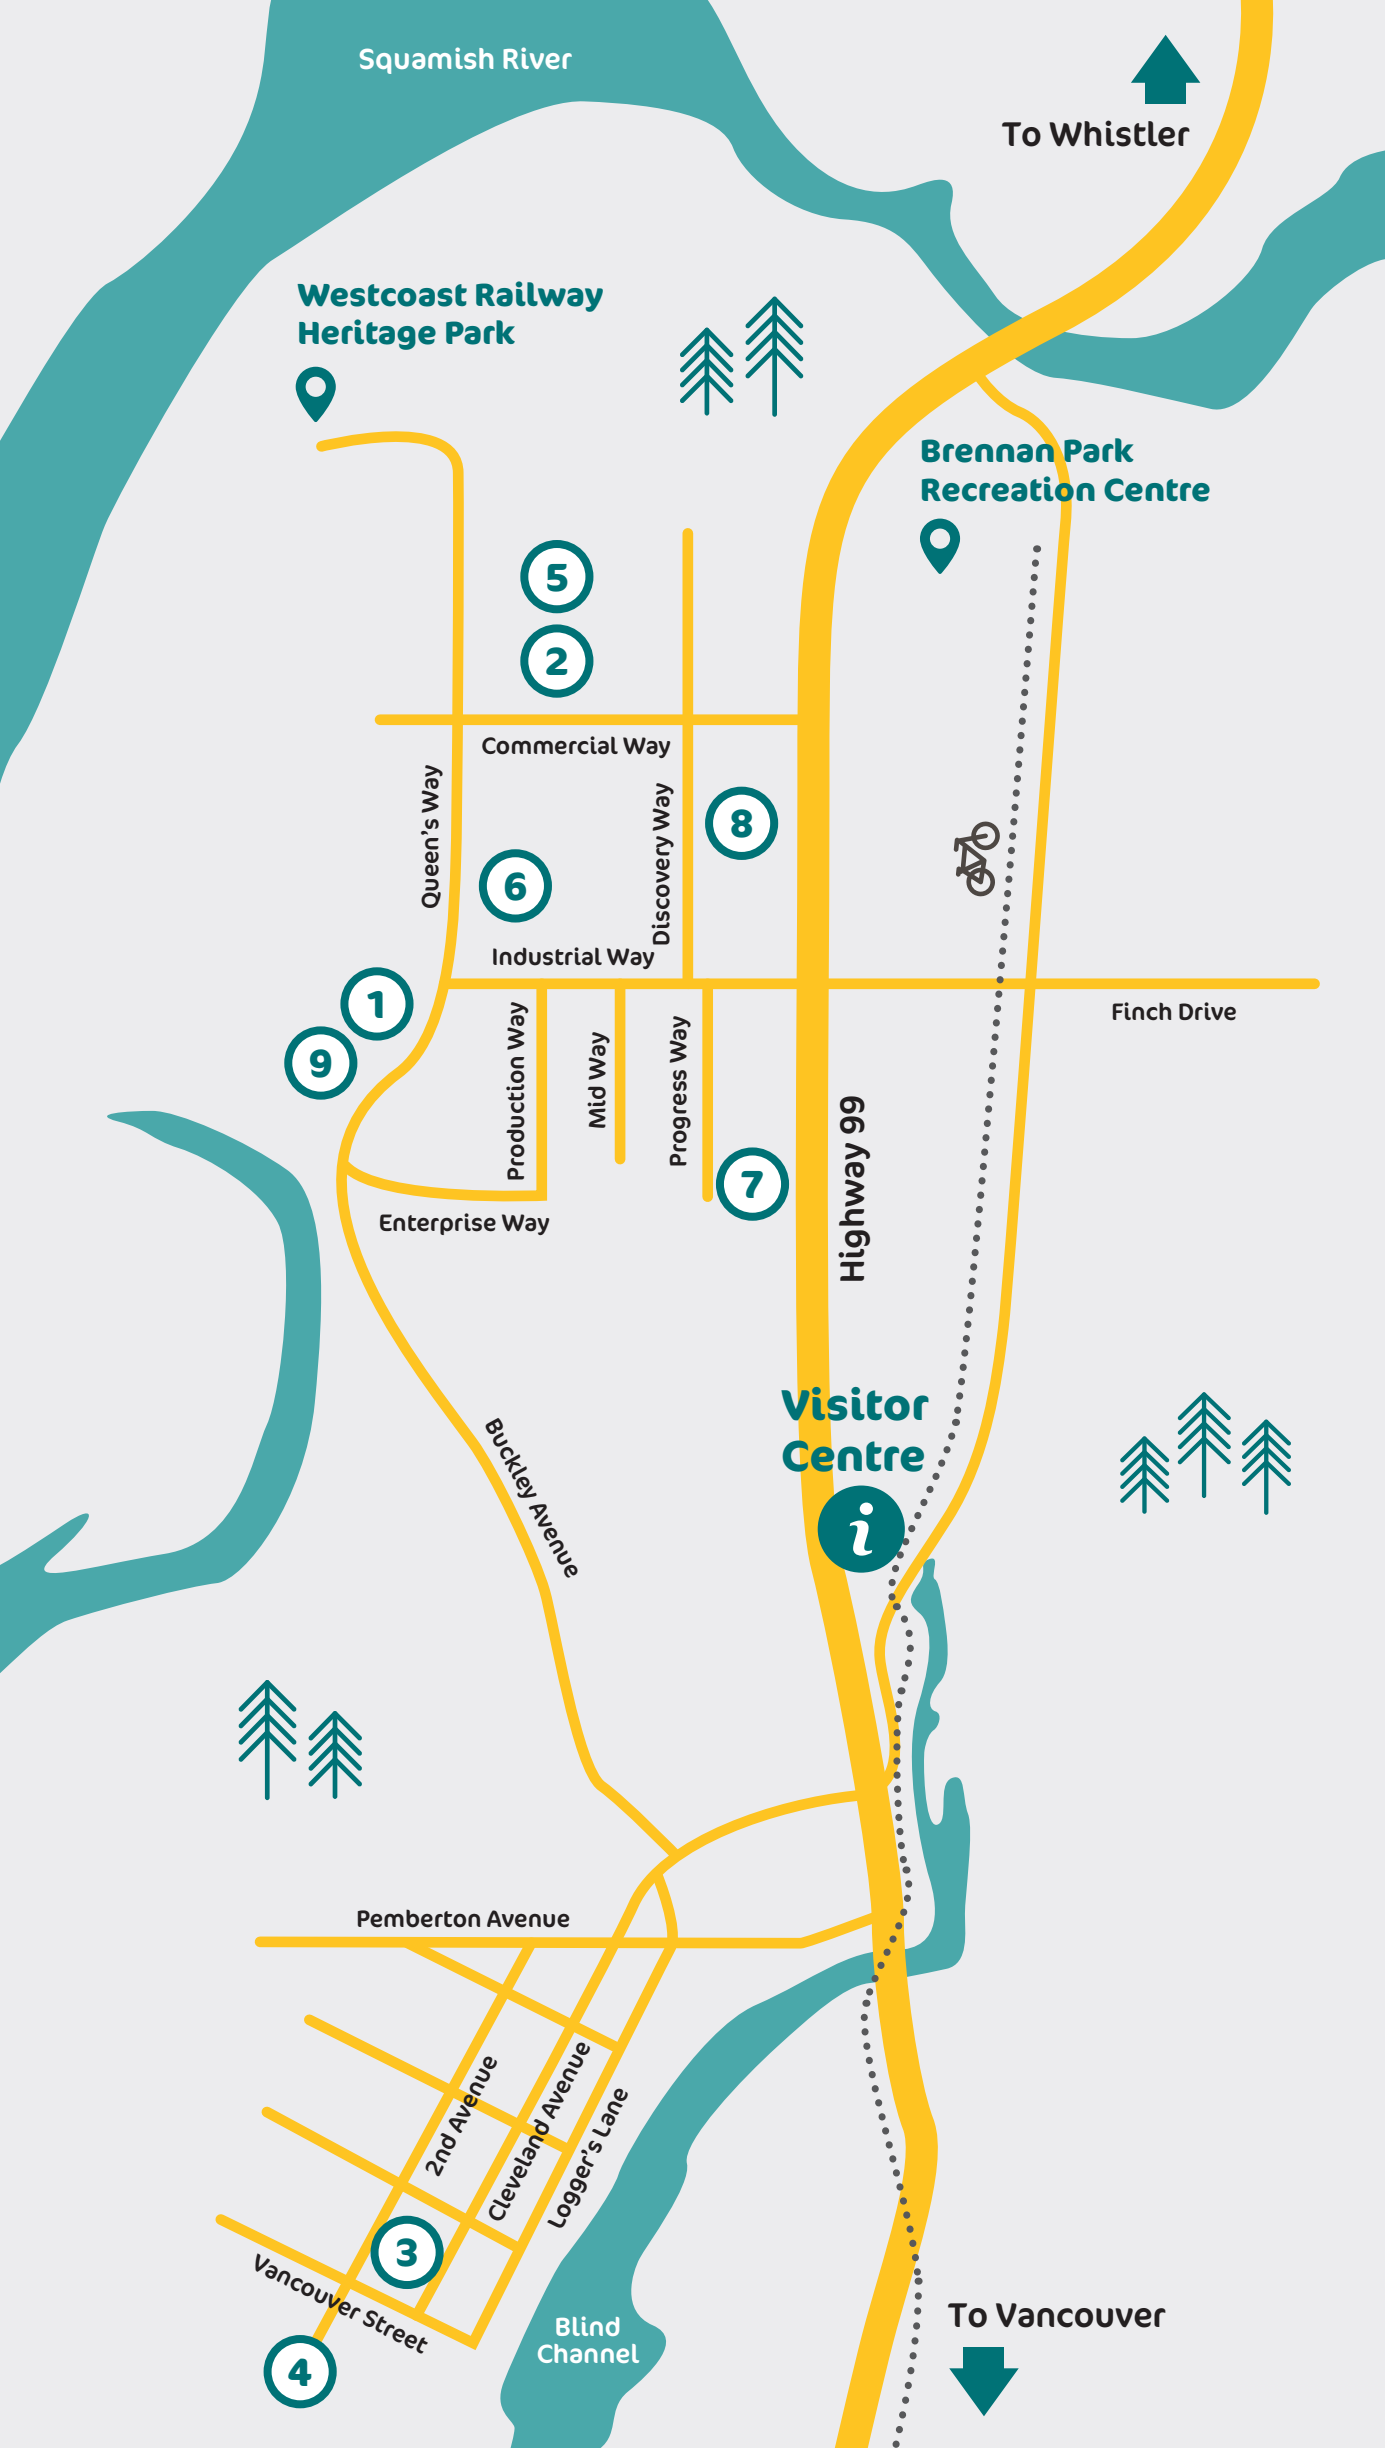 Squamish River
To Whistler
Westcoast Railway
Heritage Park
Brennan Park
Recreation Centre
5
2
Commercial Way
Queen's Way
Discovery Way
8
6
Industrial Way
1
Finch Drive
9
Production Way
Mid Way
Progress Way
Highway 99
7
Enterprise Way
Visitor
Centre
i
Buckley Avenue
Pemberton Avenue
2nd Avenue
Cleveland Avenue
Logger's Lane
3
Vancouver Street
To Vancouver
Blind
Channel
4